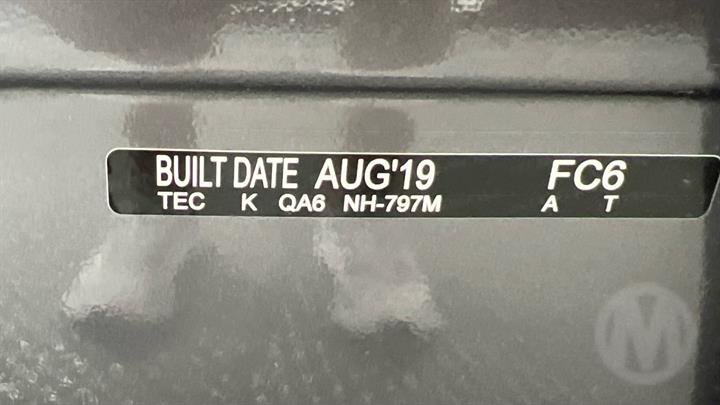 BUILT DATE AUG'19 FC6
TEC K QA6 NH-797M A T
M